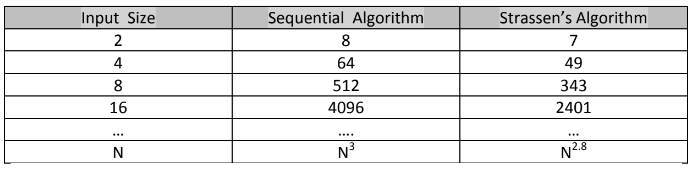 Input Size Sequential Algorithm Strassen's Algorithm
2 8 7
4 64 49
8 512 343
16 4096 2401
... .... ...
N N³ N²·⁸